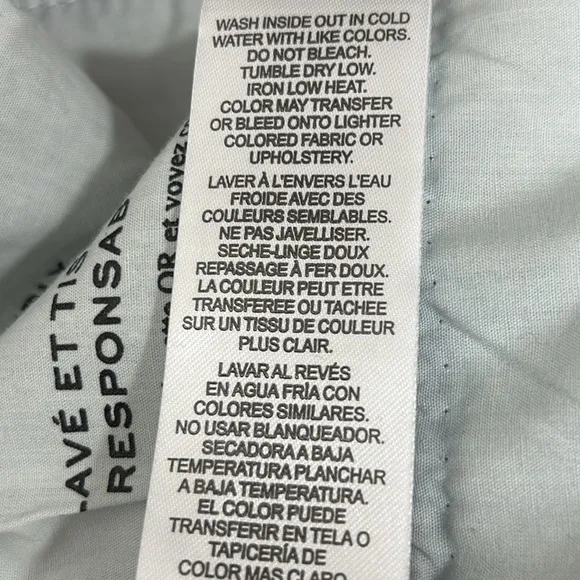 WASH INSIDE OUT IN COLD
WATER WITH LIKE COLORS.
DO NOT BLEACH.
TUMBLE DRY LOW.
IRON LOW HEAT.
COLOR MAY TRANSFER
OR BLEED ONTO LIGHTER
COLORED FABRIC OR
UPHOLSTERY.
LAVER À L'ENVERS L'EAU
FROIDE AVEC DES
COULEURS SEMBLABLES.
NE PAS JAVELLISER.
SECHE-LINGE DOUX
REPASSAGE À FER DOUX.
LA COULEUR PEUT ETRE
TRANSFEREE OU TACHEE
SUR UN TISSU DE COULEUR
PLUS CLAIR.
LAVAR AL REVÉS
EN AGUA FRÍA CON
COLORES SIMILARES.
NO USAR BLANQUEADOR.
SECADORA A BAJA
TEMPERATURA PLANCHAR
A BAJA TEMPERATURA.
EL COLOR PUEDE
TRANSFERIR EN TELA O
TAPICERÍA DE
COLOR MAS CLARO
AVÉ ET TIS
RESPONSAB
QR et voyez